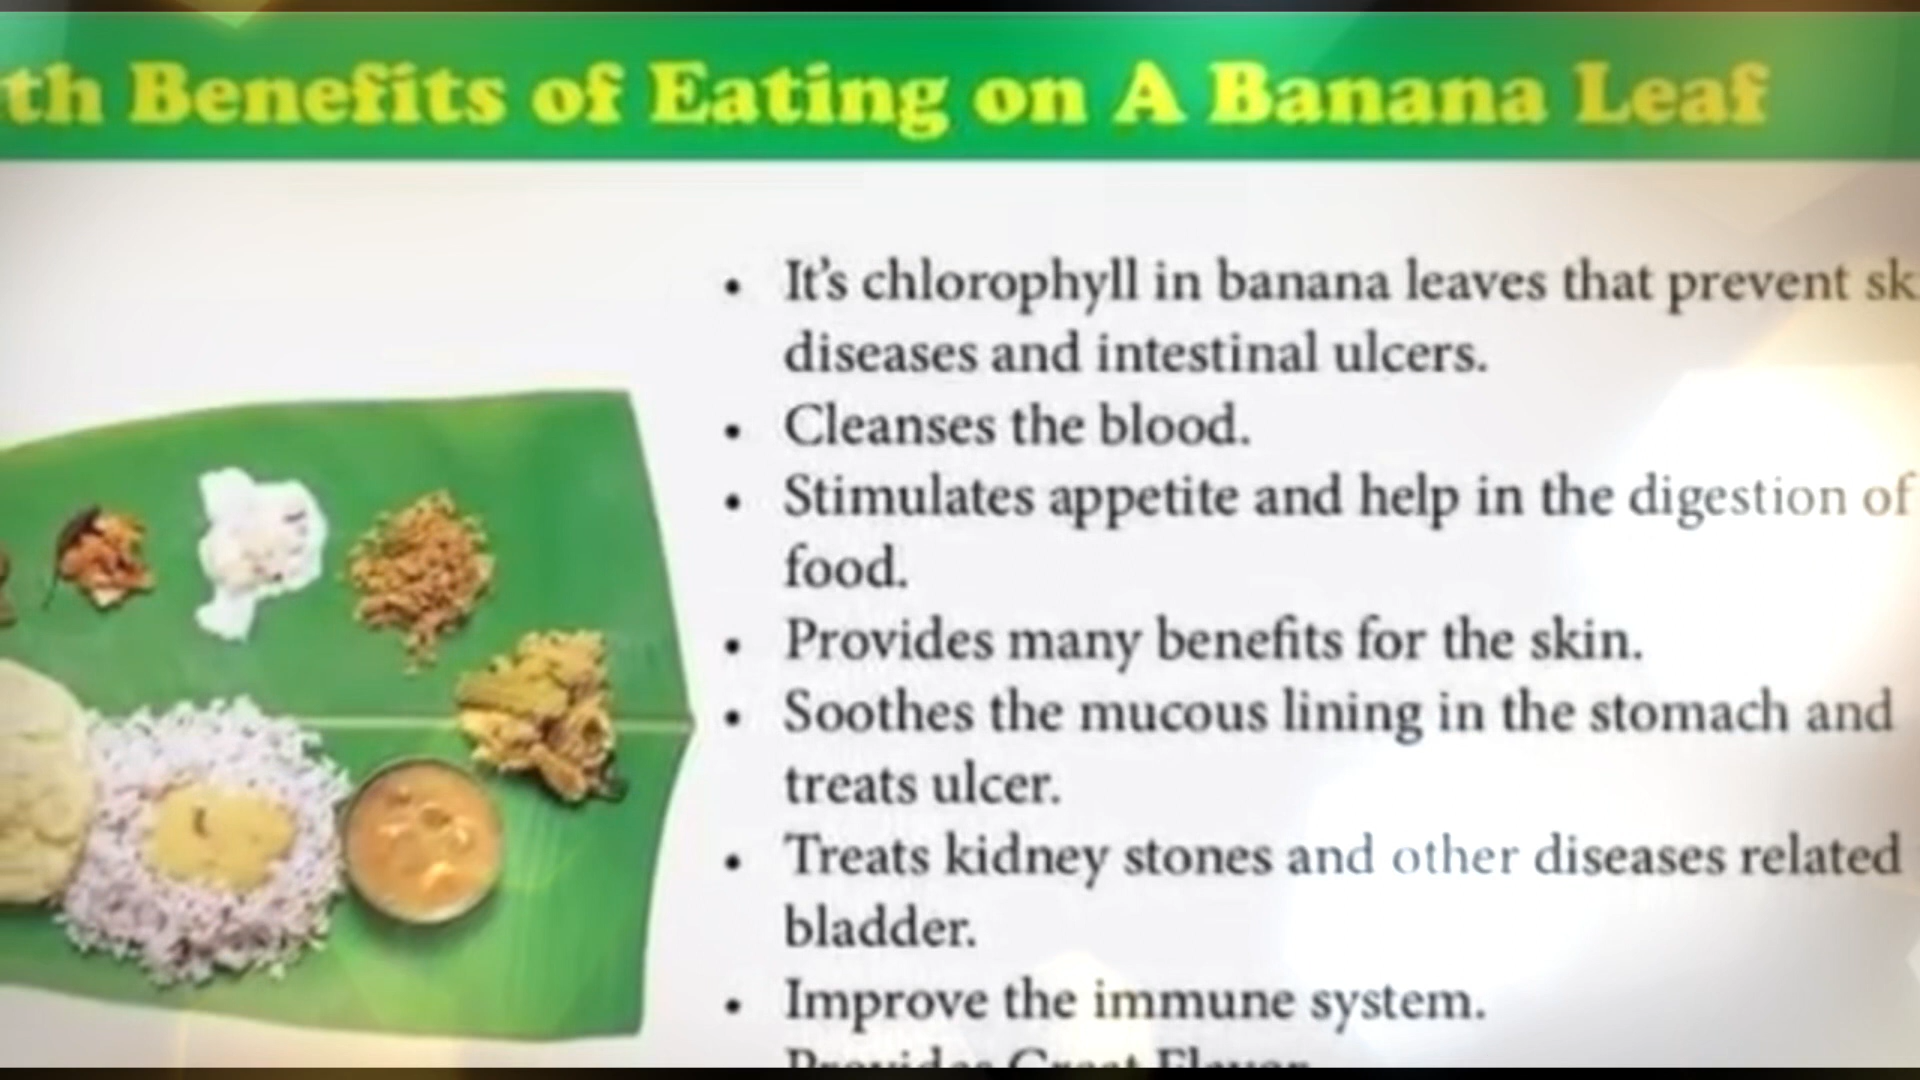 th Benefits of Eating on A Banana Leaf
• It's chlorophyll in banana leaves that prevent sk
diseases and intestinal ulcers.
• Cleanses the blood.
• Stimulates appetite and help in the digestion of
food.
• Provides many benefits for the skin.
• Soothes the mucous lining in the stomach and
treats ulcer.
• Treats kidney stones and other diseases related
bladder.
• Improve the immune system.
Provides Great Flavor